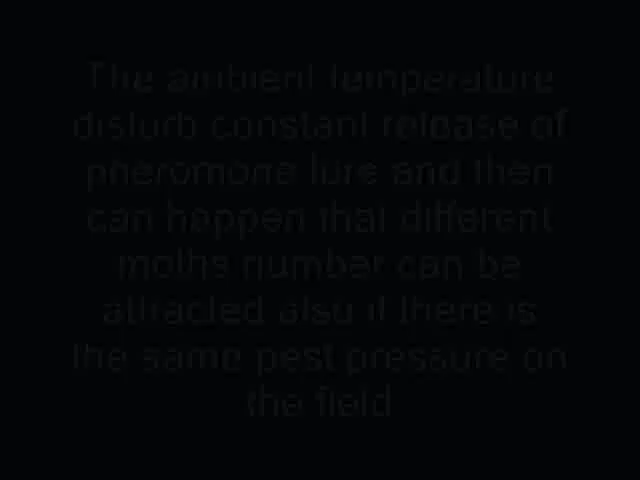 The ambient temperature
disturb constant release of
pheromone lure and then
can happen that different
moths number can be
attracted also if there is
the same pest pressure on
the field